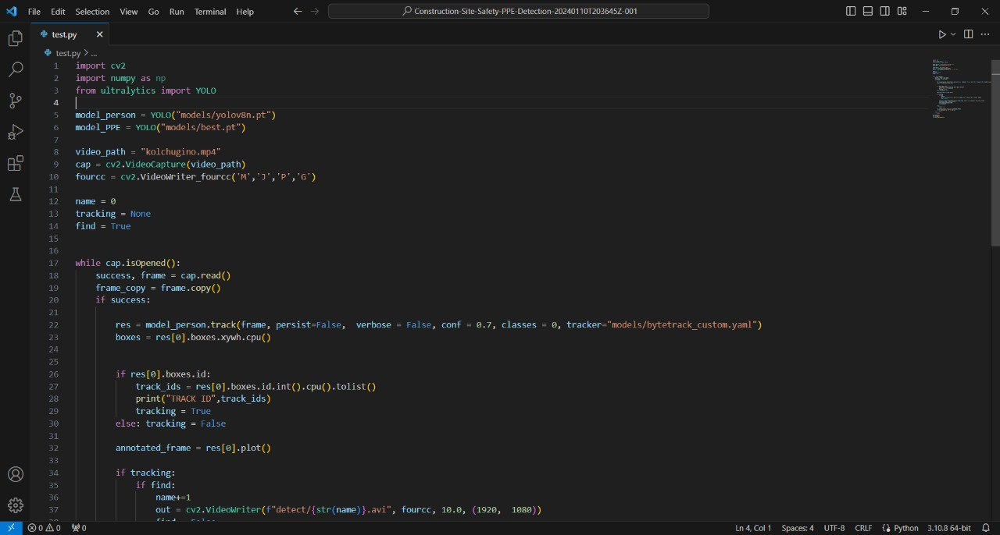 File Edit Selection View Go Run Terminal Help Construction-Site-Safety-PPE-Detection-20240110T203645Z-001
test.py
test.py > ...
1 import cv2
2 import numpy as np
3 from ultralytics import YOLO
4
5 model_person = YOLO("models/yolov8n.pt")
6 model_PPE = YOLO("models/best.pt")
7
8 video_path = "kolchugino.mp4"
9 cap = cv2.VideoCapture(video_path)
10 fourcc = cv2.VideoWriter_fourcc('M','J','P','G')
11
12 name = 0
13 tracking = None
14 find = True
15
16
17 while cap.isOpened():
18 success, frame = cap.read()
19 frame_copy = frame.copy()
20 if success:
21
22 res = model_person.track(frame, persist=False,  verbose = False, conf = 0.7, classes = 0, tracker="models/bytetrack_custom.yaml")
23 boxes = res[0].boxes.xywh.cpu()
24
25
26 if res[0].boxes.id:
27 track_ids = res[0].boxes.id.int().cpu().tolist()
28 print("TRACK ID",track_ids)
29 tracking = True
30 else: tracking = False
31
32 annotated_frame = res[0].plot()
33
34 if tracking:
35 if find:
36 name+=1
37 out = cv2.VideoWriter(f"detect/{str(name)}.avi", fourcc, 10.0, (1920,  1080))
0 0 0 Ln 4, Col 1 Spaces: 4 UTF-8 CRLF Python 3.10.8 64-bit